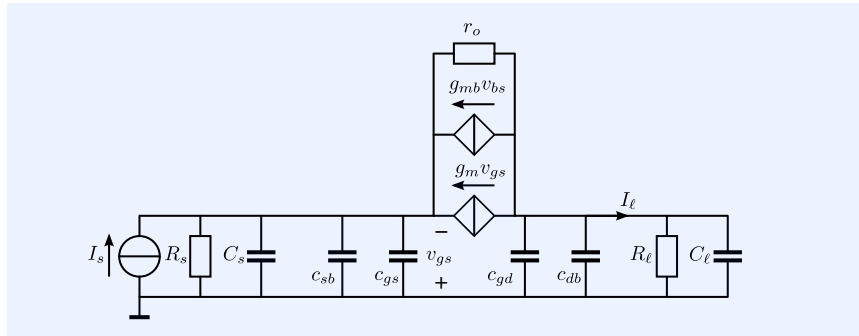 r_o
g_{mb}v_{bs}
g_m v_{gs}
I_ℓ
I_s
R_s
C_s
c_{sb}
c_{gs}
−
v_{gs}
+
c_{gd}
c_{db}
R_ℓ
C_ℓ